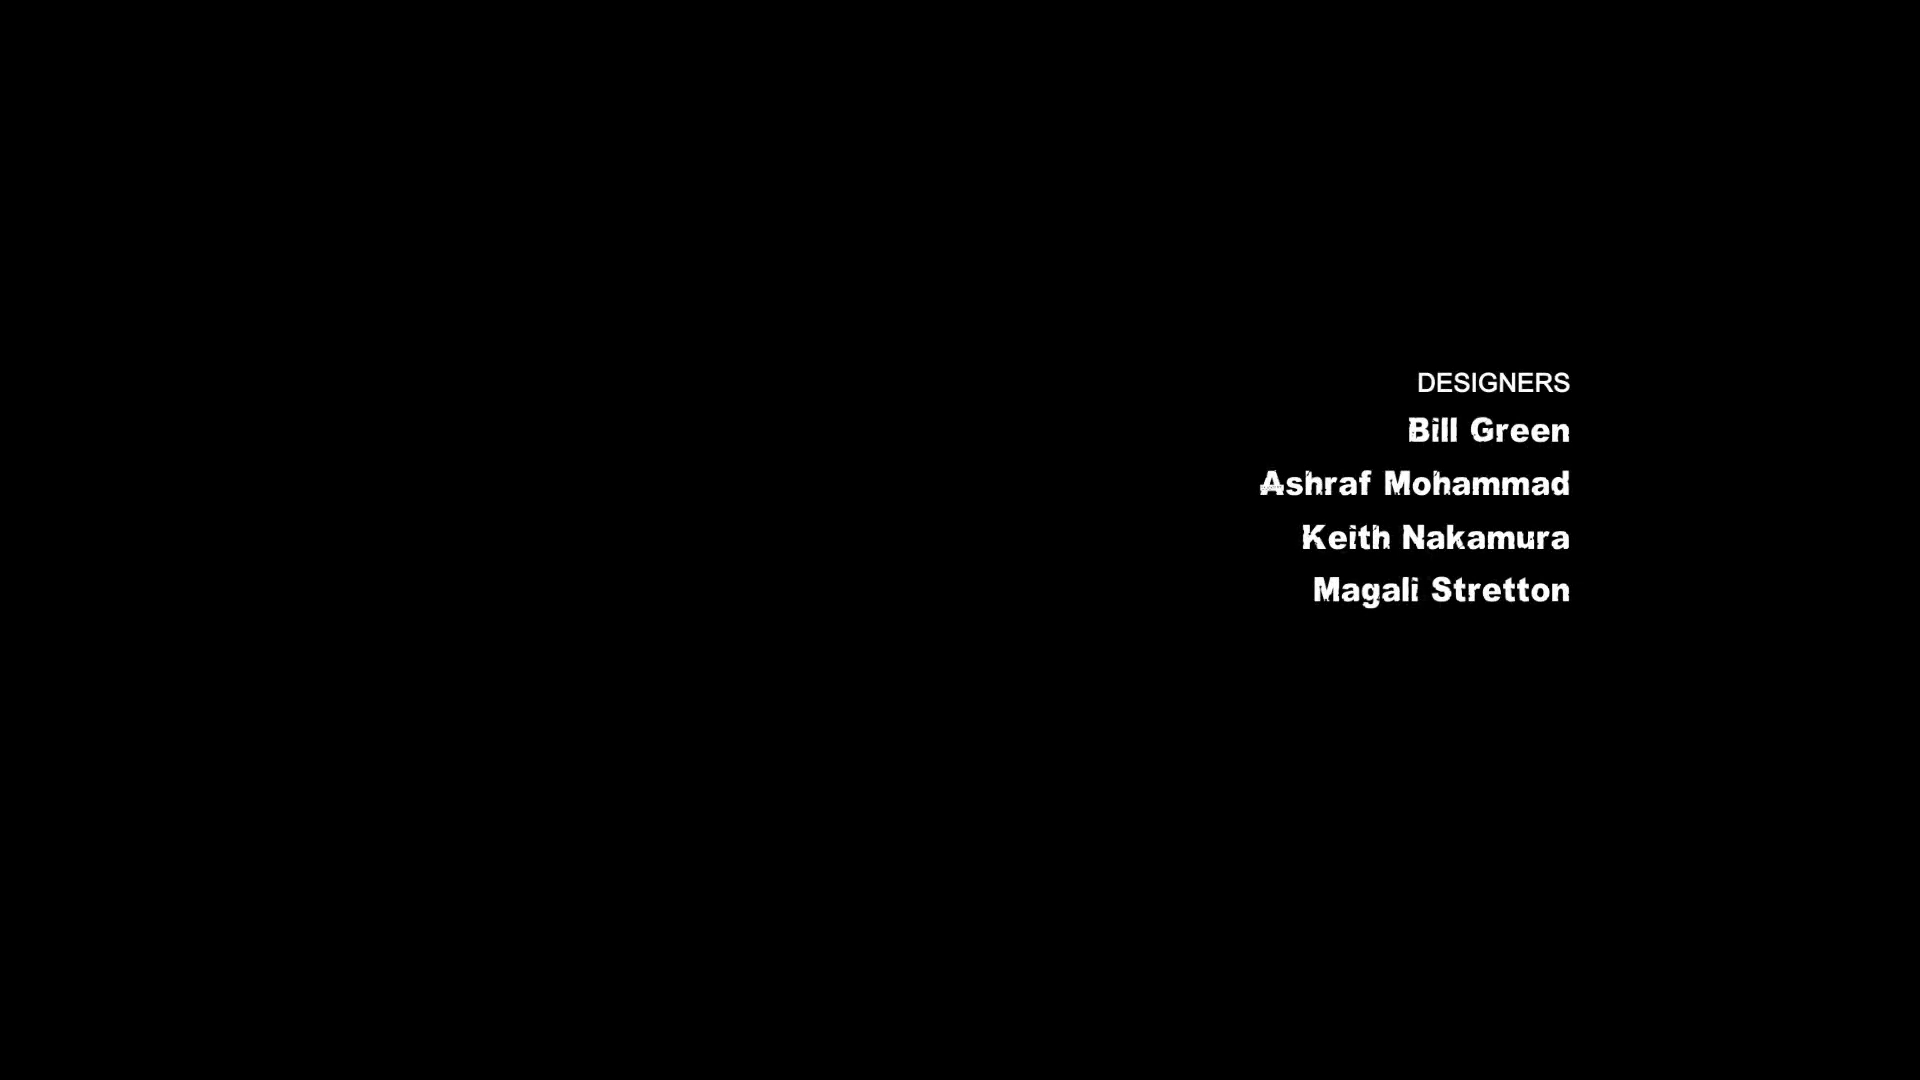 DESIGNERS
Bill Green
Ashraf Mohammad
Keith Nakamura
Magali Stretton